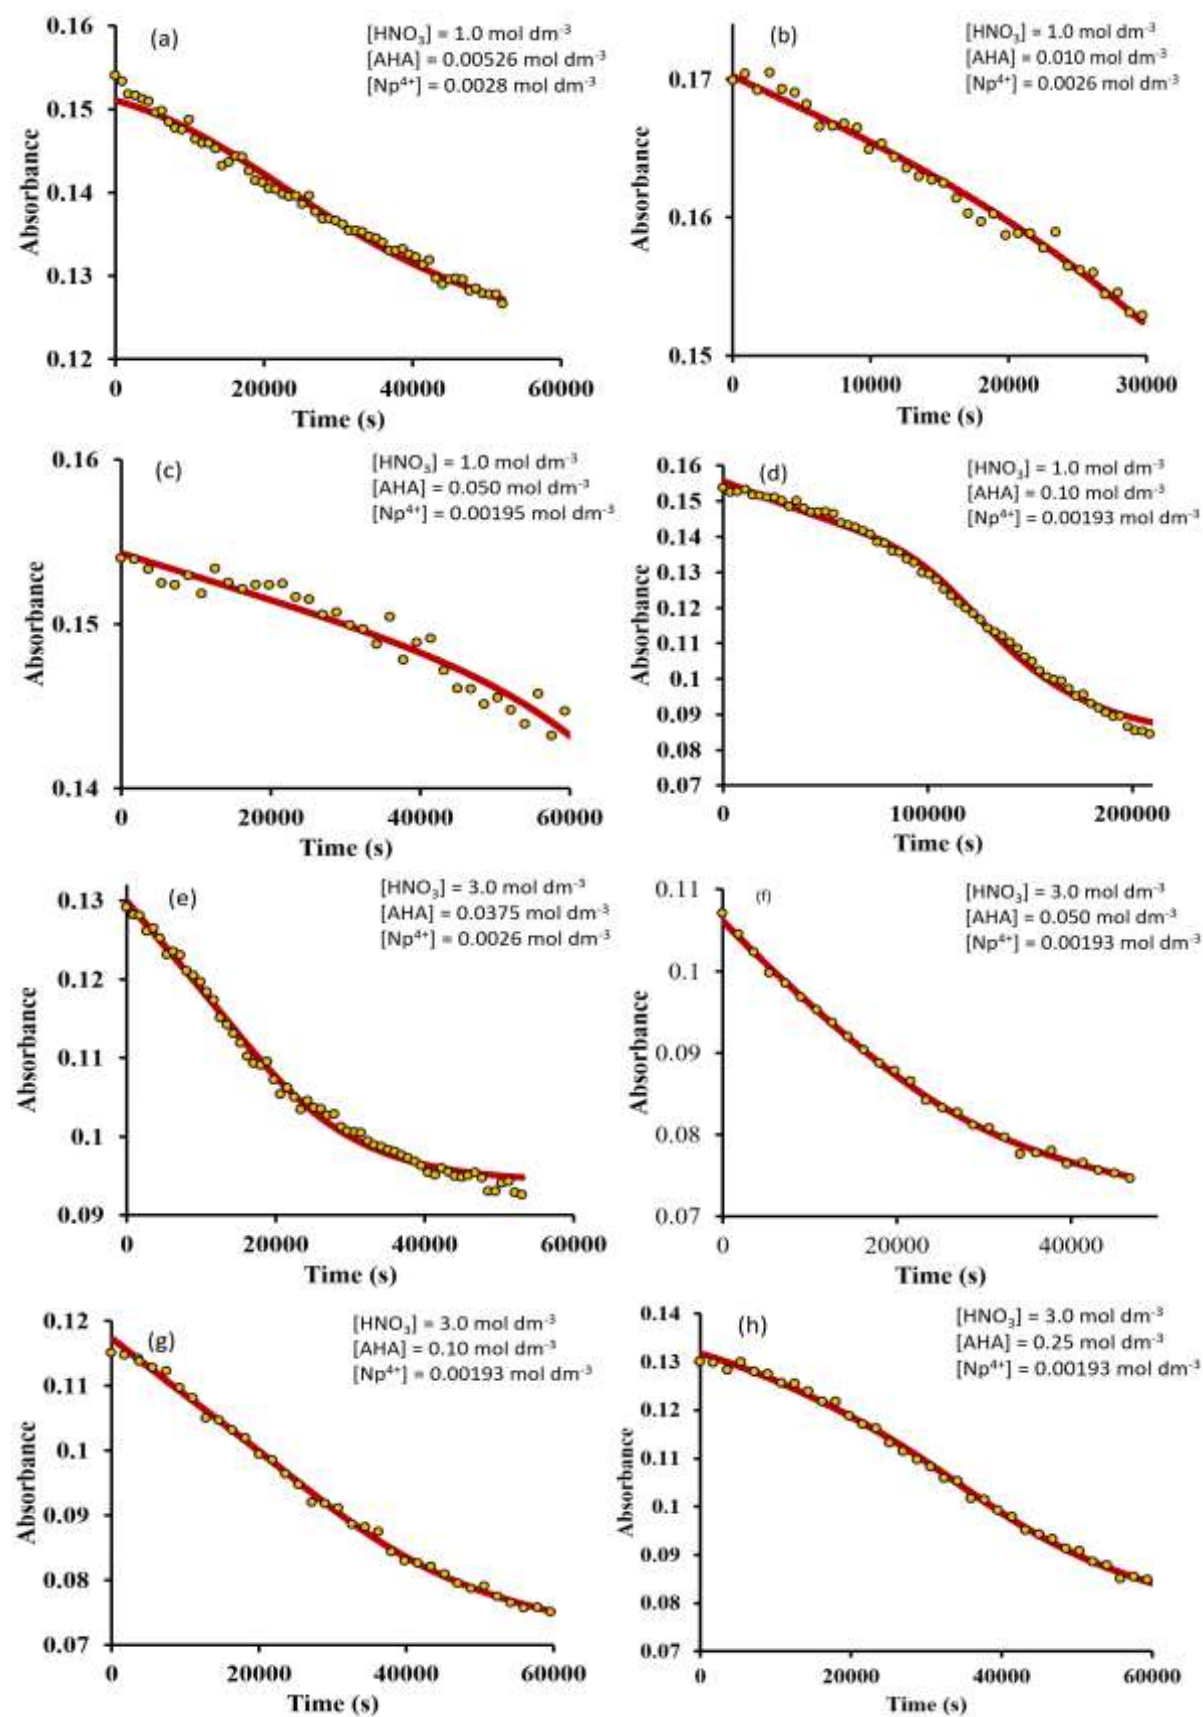 (a)
[HNO3] = 1.0 mol dm-3
[AHA] = 0.00526 mol dm-3
[Np4+] = 0.0028 mol dm-3
0.16
0.15
0.14
0.13
0.12
Absorbance
0 20000 40000 60000
Time (s)
(b)
[HNO3] = 1.0 mol dm-3
[AHA] = 0.010 mol dm-3
[Np4+] = 0.0026 mol dm-3
0.17
0.16
0.15
Absorbance
0 10000 20000 30000
Time (s)
(c)
[HNO3] = 1.0 mol dm-3
[AHA] = 0.050 mol dm-3
[Np4+] = 0.00195 mol dm-3
0.16
0.15
0.14
Absorbance
0 20000 40000 60000
Time (s)
(d)
[HNO3] = 1.0 mol dm-3
[AHA] = 0.10 mol dm-3
[Np4+] = 0.00193 mol dm-3
0.16
0.15
0.14
0.13
0.12
0.11
0.1
0.09
0.08
0.07
Absorbance
0 100000 200000
Time (s)
(e)
[HNO3] = 3.0 mol dm-3
[AHA] = 0.0375 mol dm-3
[Np4+] = 0.0026 mol dm-3
0.13
0.12
0.11
0.1
0.09
Absorbance
0 20000 40000 60000
Time (s)
(f)
[HNO3] = 3.0 mol dm-3
[AHA] = 0.050 mol dm-3
[Np4+] = 0.00193 mol dm-3
0.11
0.1
0.09
0.08
0.07
Absorbance
0 20000 40000
Time (s)
(g)
[HNO3] = 3.0 mol dm-3
[AHA] = 0.10 mol dm-3
[Np4+] = 0.00193 mol dm-3
0.12
0.11
0.1
0.09
0.08
0.07
Absorbance
0 20000 40000 60000
Time (s)
(h)
[HNO3] = 3.0 mol dm-3
[AHA] = 0.25 mol dm-3
[Np4+] = 0.00193 mol dm-3
0.14
0.13
0.12
0.11
0.1
0.09
0.08
0.07
Absorbance
0 20000 40000 60000
Time (s)